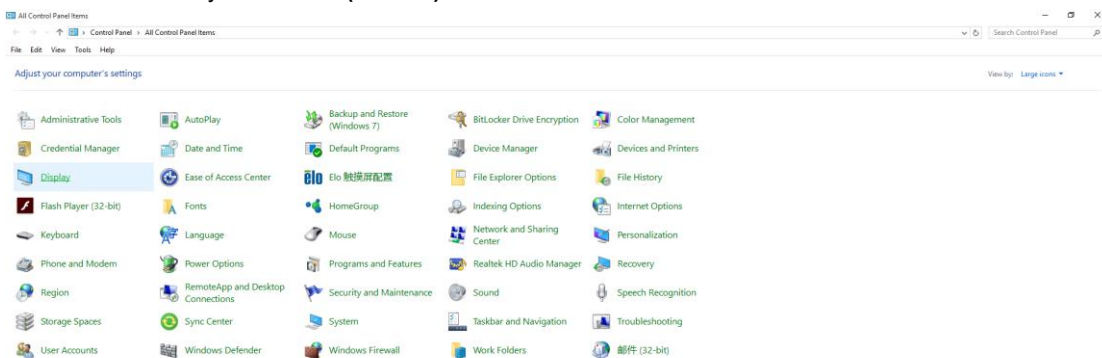 All Control Panel Items
Control Panel > All Control Panel Items
Search Control Panel
File Edit View Tools Help
Adjust your computer's settings
View by: Large icons
Administrative Tools
AutoPlay
Backup and Restore
(Windows 7)
BitLocker Drive Encryption
Color Management
Credential Manager
Date and Time
Default Programs
Device Manager
Devices and Printers
Display
Ease of Access Center
elo Elo 触摸屏配置
File Explorer Options
File History
Flash Player (32-bit)
Fonts
HomeGroup
Indexing Options
Internet Options
Keyboard
Language
Mouse
Network and Sharing
Center
Personalization
Phone and Modem
Power Options
Programs and Features
Realtek HD Audio Manager
Recovery
Region
RemoteApp and Desktop
Connections
Security and Maintenance
Sound
Speech Recognition
Storage Spaces
Sync Center
System
Taskbar and Navigation
Troubleshooting
User Accounts
Windows Defender
Windows Firewall
Work Folders
邮件 (32-bit)